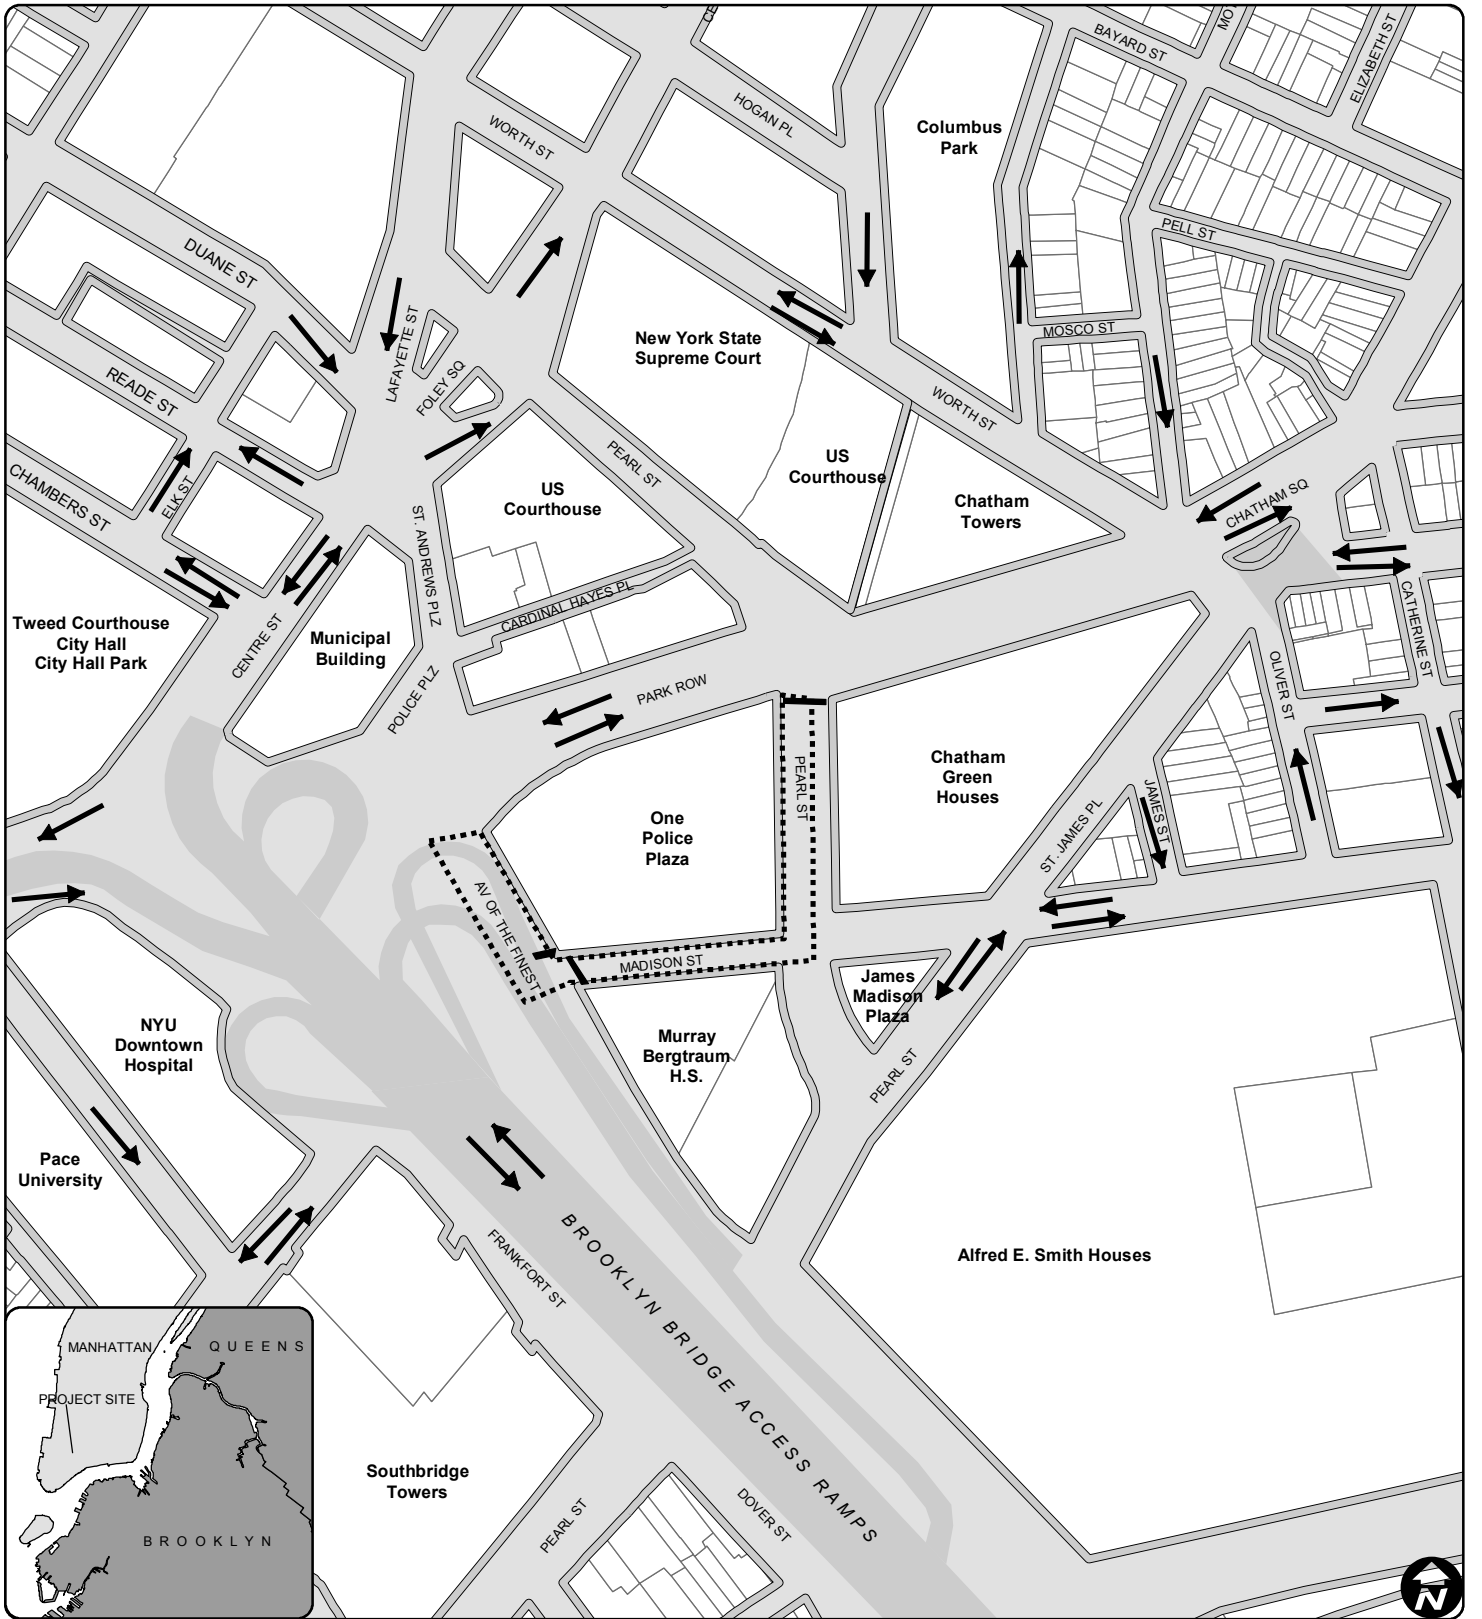 CE
MO
BAYARD ST
ELIZABETH ST
HOGAN PL
WORTH ST
Columbus
Park
PELL ST
DUANE ST
LAFAYETTE ST
FOLEY SQ
New York State
Supreme Court
MOSCO ST
READE ST
WORTH ST
PEARL ST
US
Courthouse
US
Courthouse
Chatham
Towers
CHATHAM SQ
CHAMBERS ST
ELK ST
ST. ANDREWS PLZ
CARDINAL HAYES PL
CATHERINE ST
Tweed Courthouse
City Hall
City Hall Park
CENTRE ST
Municipal
Building
POLICE PLZ
PARK ROW
OLIVER ST
PEARL ST
Chatham
Green
Houses
One
Police
Plaza
ST. JAMES PL
JAMES ST
AV OF THE FINEST
MADISON ST
James
Madison
Plaza
NYU
Downtown
Hospital
Murray
Bergtraum
H.S.
PEARL ST
Pace
University
FRANKFORT ST
BROOKLYN BRIDGE ACCESS RAMPS
Alfred E. Smith Houses
MANHATTAN
QUEENS
PROJECT SITE
BROOKLYN
Southbridge
Towers
PEARL ST
DOVER ST
N